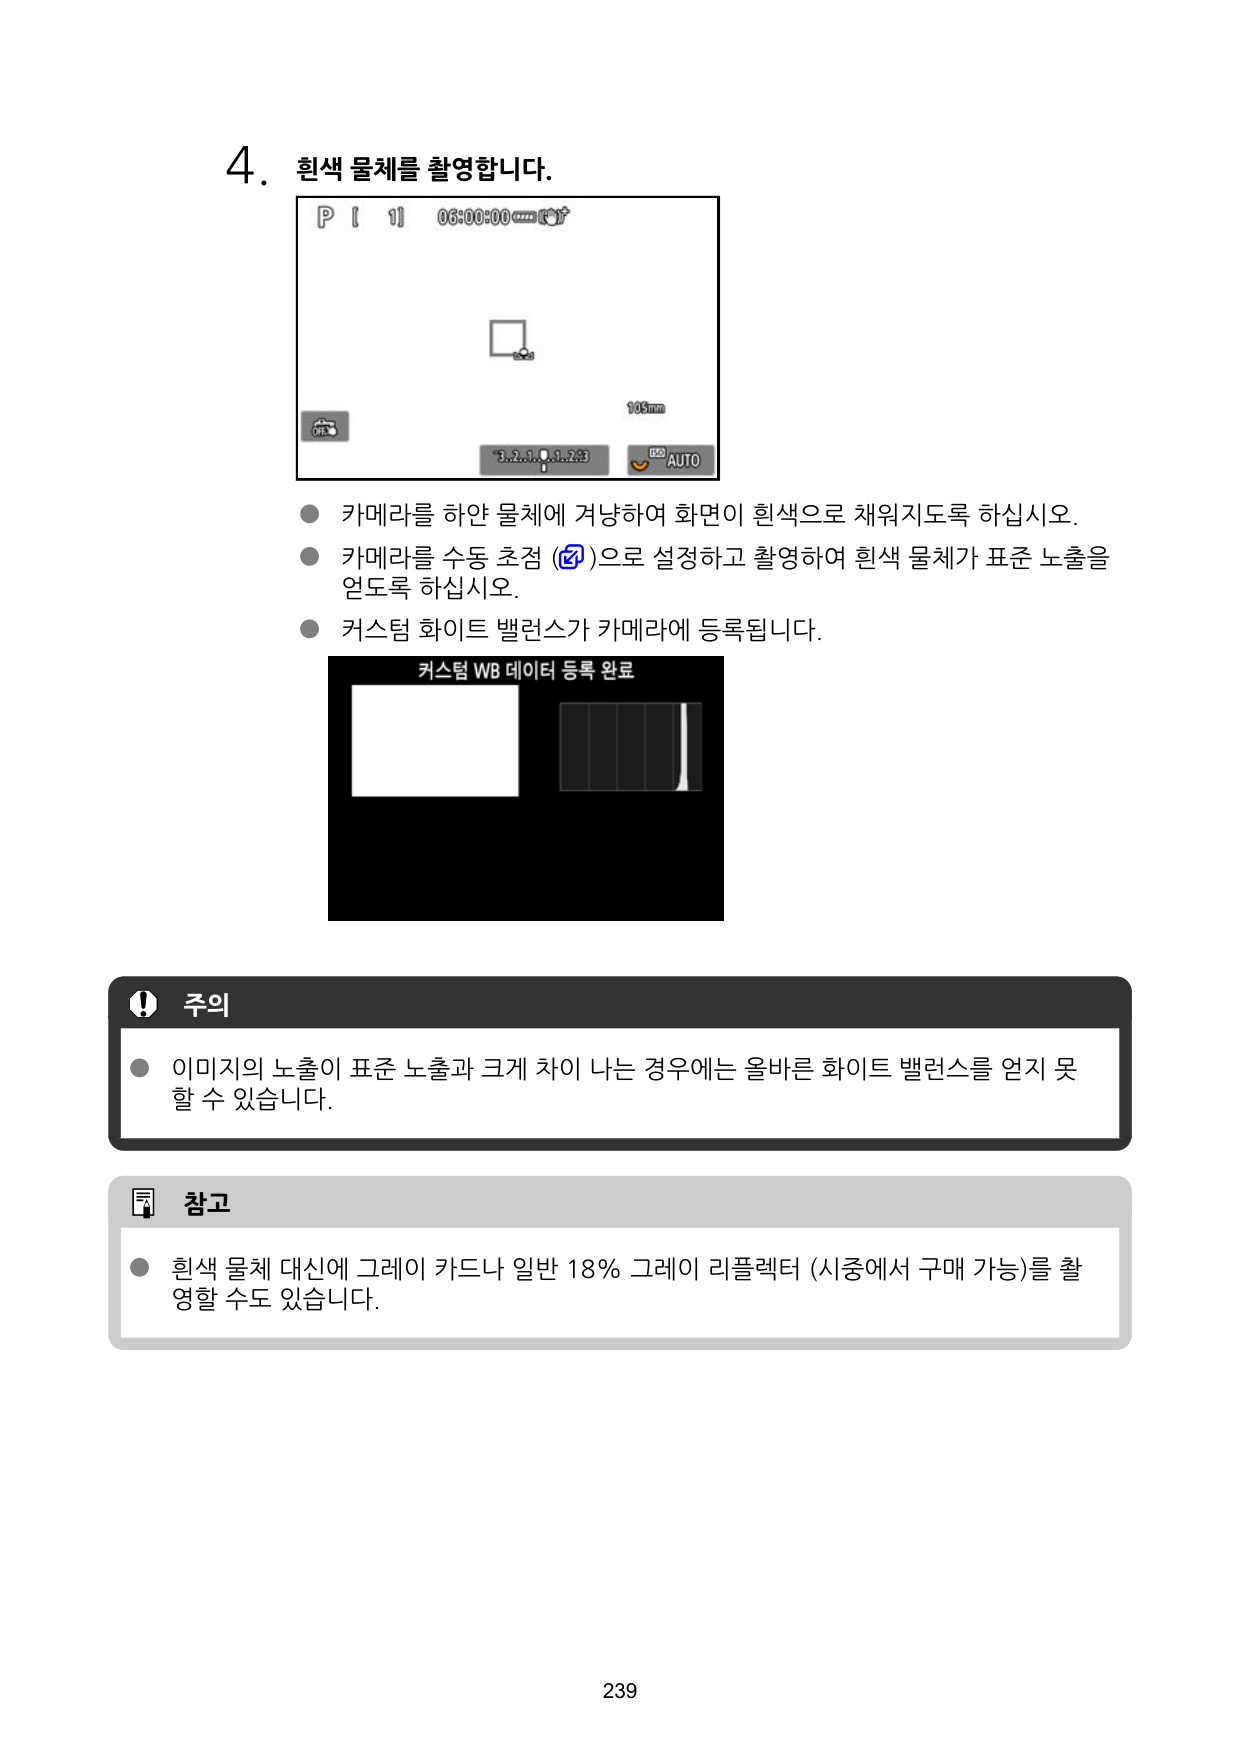 4. 흰색 물체를 촬영합니다.
P [ 1] 06:00:00
105mm
OFF
-3..2..1..0..1..2..+3 ISO AUTO
● 카메라를 하얀 물체에 겨냥하여 화면이 흰색으로 채워지도록 하십시오.
● 카메라를 수동 초점 ( )으로 설정하고 촬영하여 흰색 물체가 표준 노출을
얻도록 하십시오.
● 커스텀 화이트 밸런스가 카메라에 등록됩니다.
커스텀 WB 데이터 등록 완료
주의
● 이미지의 노출이 표준 노출과 크게 차이 나는 경우에는 올바른 화이트 밸런스를 얻지 못
할 수 있습니다.
참고
● 흰색 물체 대신에 그레이 카드나 일반 18% 그레이 리플렉터 (시중에서 구매 가능)를 촬
영할 수도 있습니다.
239